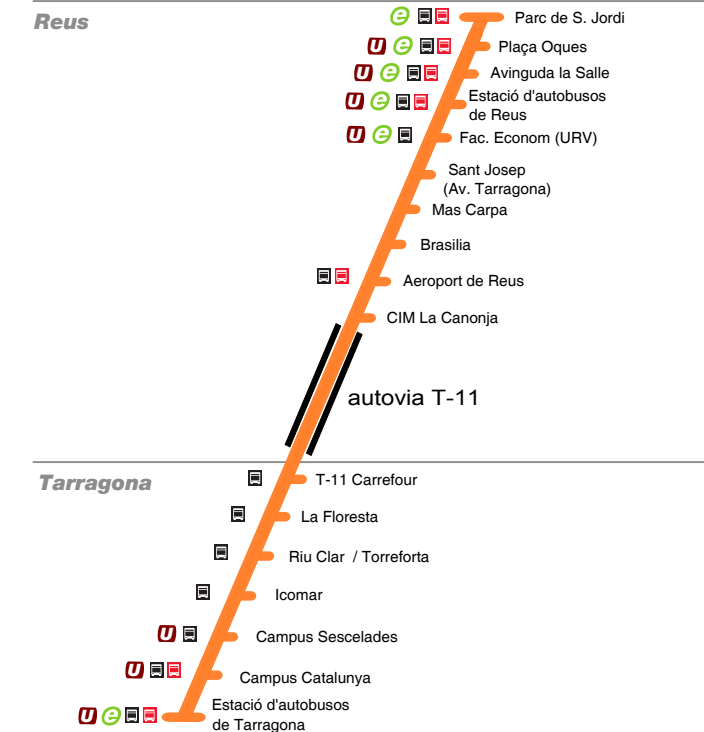 Reus
e Parc de S. Jordi
u e Plaça Oques
u e Avinguda la Salle
u e Estació d'autobusos
de Reus
u e Fac. Econom (URV)
Sant Josep
(Av. Tarragona)
Mas Carpa
Brasilia
Aeroport de Reus
CIM La Canonja
autovia T-11
Tarragona
T-11 Carrefour
La Floresta
Riu Clar / Torreforta
Icomar
u Campus Sescelades
u Campus Catalunya
u e Estació d'autobusos
de Tarragona